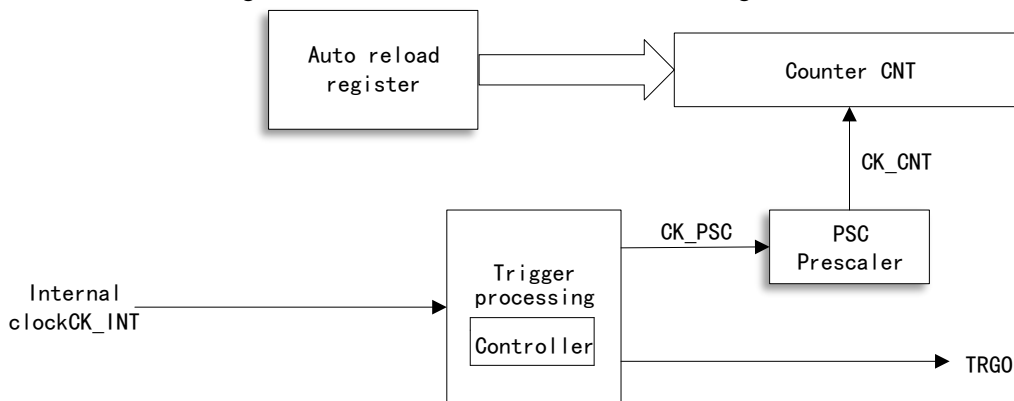 Auto reload
register
Counter CNT
CK_CNT
CK_PSC
PSC
Prescaler
Trigger
processing
Controller
Internal
clockCK_INT
TRGO